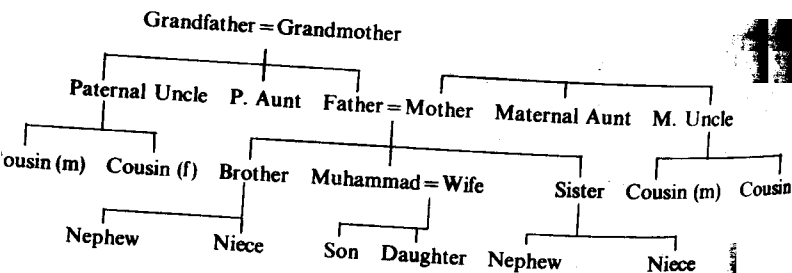 Grandfather = Grandmother
Paternal Uncle P. Aunt Father = Mother Maternal Aunt M. Uncle
ousin (m) Cousin (f) Brother Muhammad = Wife Sister Cousin (m) Cousin
Nephew Niece Son Daughter Nephew Niece